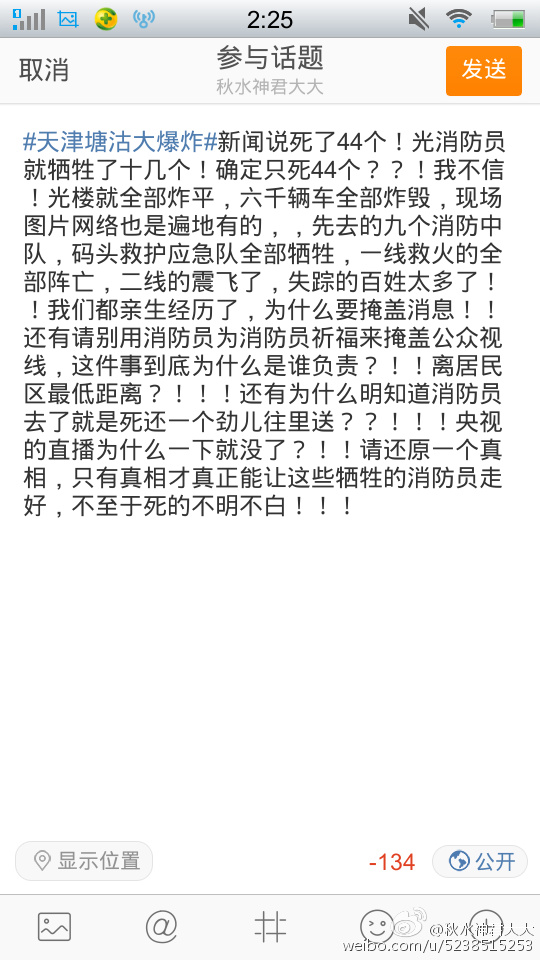 2:25
取消
参与话题
秋水神君大大
发送
#天津塘沽大爆炸#新闻说死了44个！光消防员
就牺牲了十几个！确定只死44个？？！我不信
！光楼就全部炸平，六千辆车全部炸毁，现场
图片网络也是遍地有的，，先去的九个消防中
队，码头救护应急队全部牺牲，一线救火的全
部阵亡，二线的震飞了，失踪的百姓太多了！
！我们都亲生经历了，为什么要掩盖消息！！
还有请别用消防员为消防员祈福来掩盖公众视
线，这件事到底为什么是谁负责？！！离居民
区最低距离？！！！还有为什么明知道消防员
去了就是死还一个劲儿往里送？？！！！央视
的直播为什么一下就没了？！！请还原一个真
相，只有真相才真正能让这些牺牲的消防员走
好，不至于死的不明不白！！！
显示位置
-134
公开
@秋水神君大大
weibo.com/u/5238515253